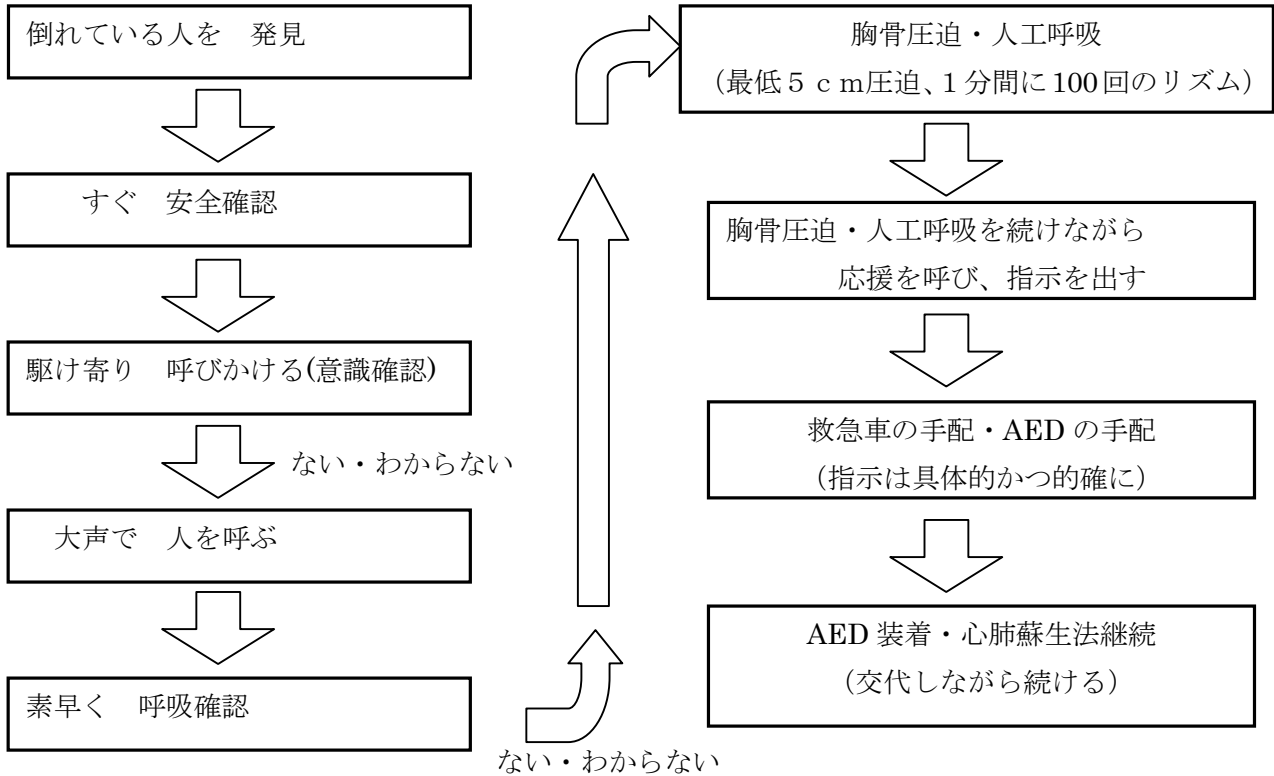 倒れている人を　発見
すぐ　安全確認
駆け寄り　呼びかける(意識確認)
ない・わからない
大声で　人を呼ぶ
素早く　呼吸確認
ない・わからない
胸骨圧迫・人工呼吸
（最低５ｃｍ圧迫、1分間に100回のリズム）
胸骨圧迫・人工呼吸を続けながら
応援を呼び、指示を出す
救急車の手配・AEDの手配
（指示は具体的かつ的確に）
AED装着・心肺蘇生法継続
（交代しながら続ける）